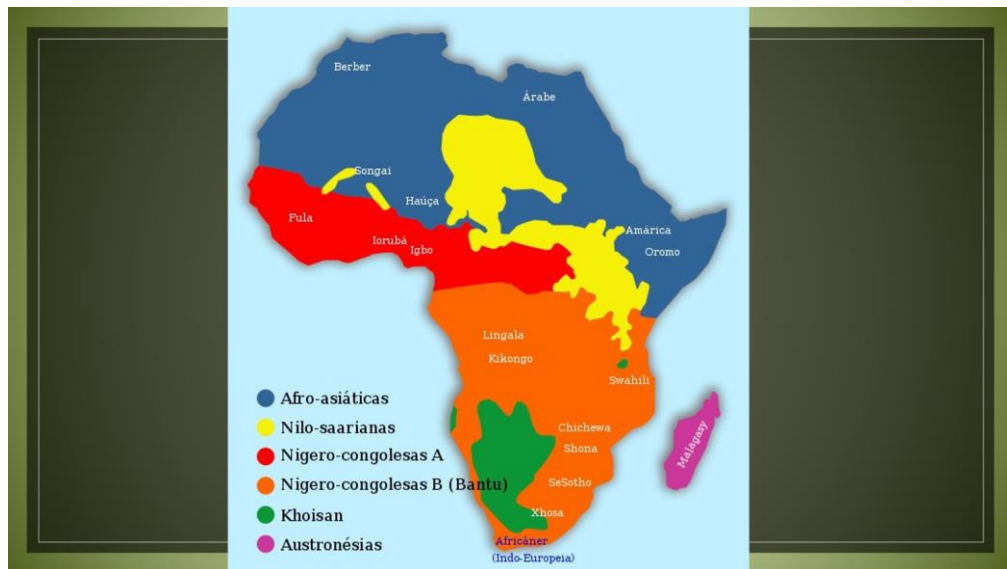 Berber
Árabe
Songai
Haúça
Fula
Iorubá
Igbo
Amárica
Oromo
Lingala
Kikongo
Swahili
Chichewa
Shona
SeSotho
Xhosa
Malagasy
Africâner
(Indo-Europeia)
Afro-asiáticas
Nilo-saarianas
Nigero-congolesas A
Nigero-congolesas B (Bantu)
Khoisan
Austronésias